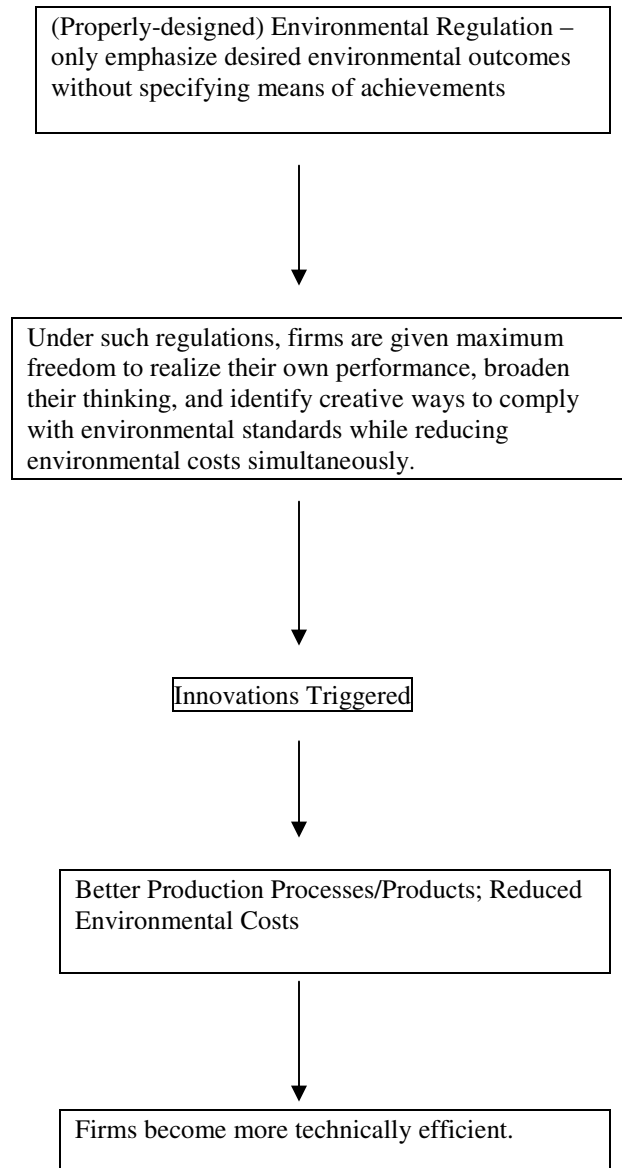 (Properly-designed) Environmental Regulation –
only emphasize desired environmental outcomes
without specifying means of achievements
Under such regulations, firms are given maximum
freedom to realize their own performance, broaden
their thinking, and identify creative ways to comply
with environmental standards while reducing
environmental costs simultaneously.
Innovations Triggered
Better Production Processes/Products; Reduced
Environmental Costs
Firms become more technically efficient.